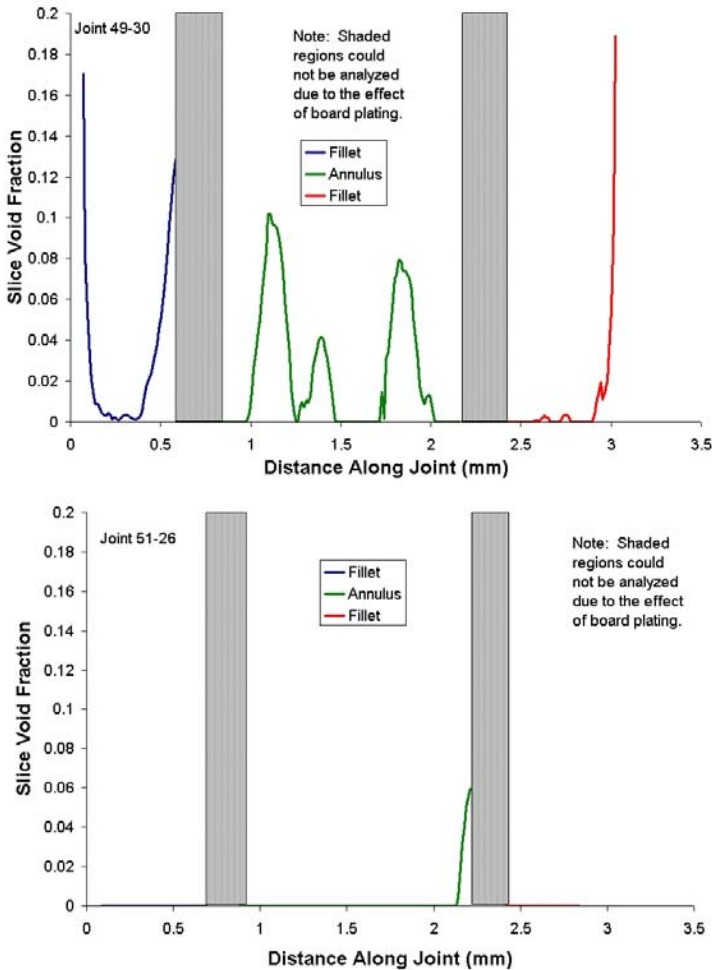 Joint 49-30
Note: Shaded
regions could
not be analyzed
due to the effect
of board plating.
Fillet
Annulus
Fillet
Slice Void Fraction
0.2
0.18
0.16
0.14
0.12
0.1
0.08
0.06
0.04
0.02
0
0 0.5 1 1.5 2 2.5 3 3.5
Distance Along Joint (mm)
Joint 51-26
Note: Shaded
regions could
not be analyzed
due to the effect
of board plating.
Fillet
Annulus
Fillet
Slice Void Fraction
0.2
0.18
0.16
0.14
0.12
0.1
0.08
0.06
0.04
0.02
0
0 0.5 1 1.5 2 2.5 3 3.5
Distance Along Joint (mm)